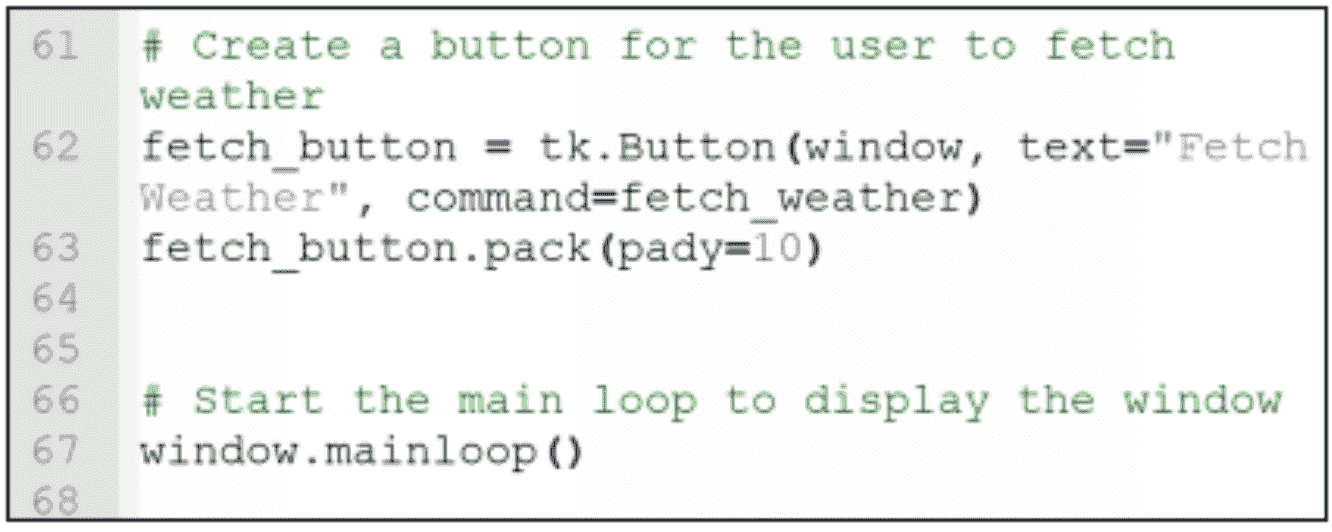 61 # Create a button for the user to fetch
weather
62 fetch_button = tk.Button(window, text="Fetch
Weather", command=fetch_weather)
63 fetch_button.pack(pady=10)
64
65
66 # Start the main loop to display the window
67 window.mainloop()
68